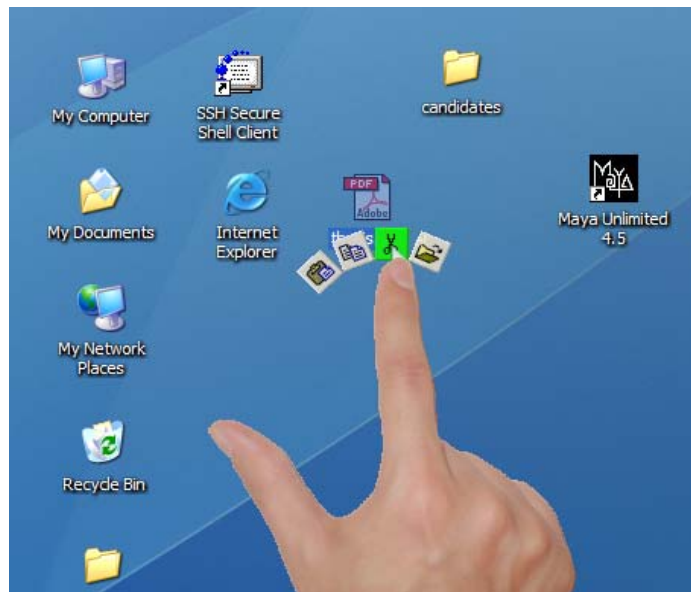 My Computer
SSH Secure
Shell Client
candidates
PDF
Adobe
MAYA
Maya Unlimited
4.5
My Documents
Internet
Explorer
My Network
Places
Recycle Bin